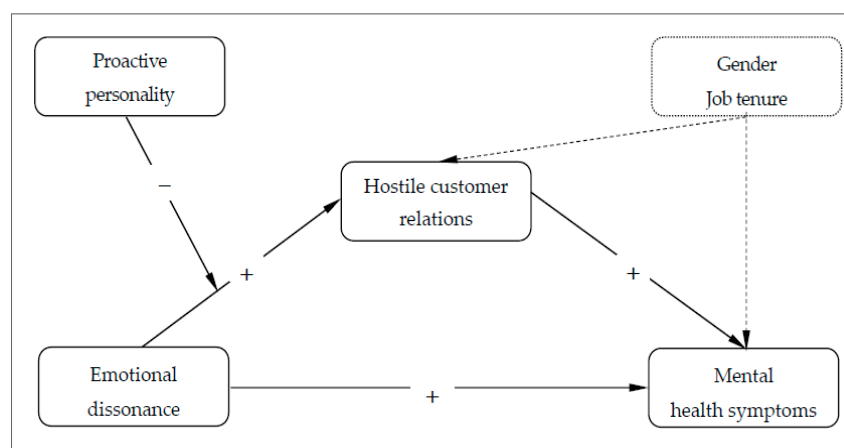 Proactive
personality
Gender
Job tenure
Hostile customer
relations
−
+
+
Emotional
dissonance
+
Mental
health symptoms